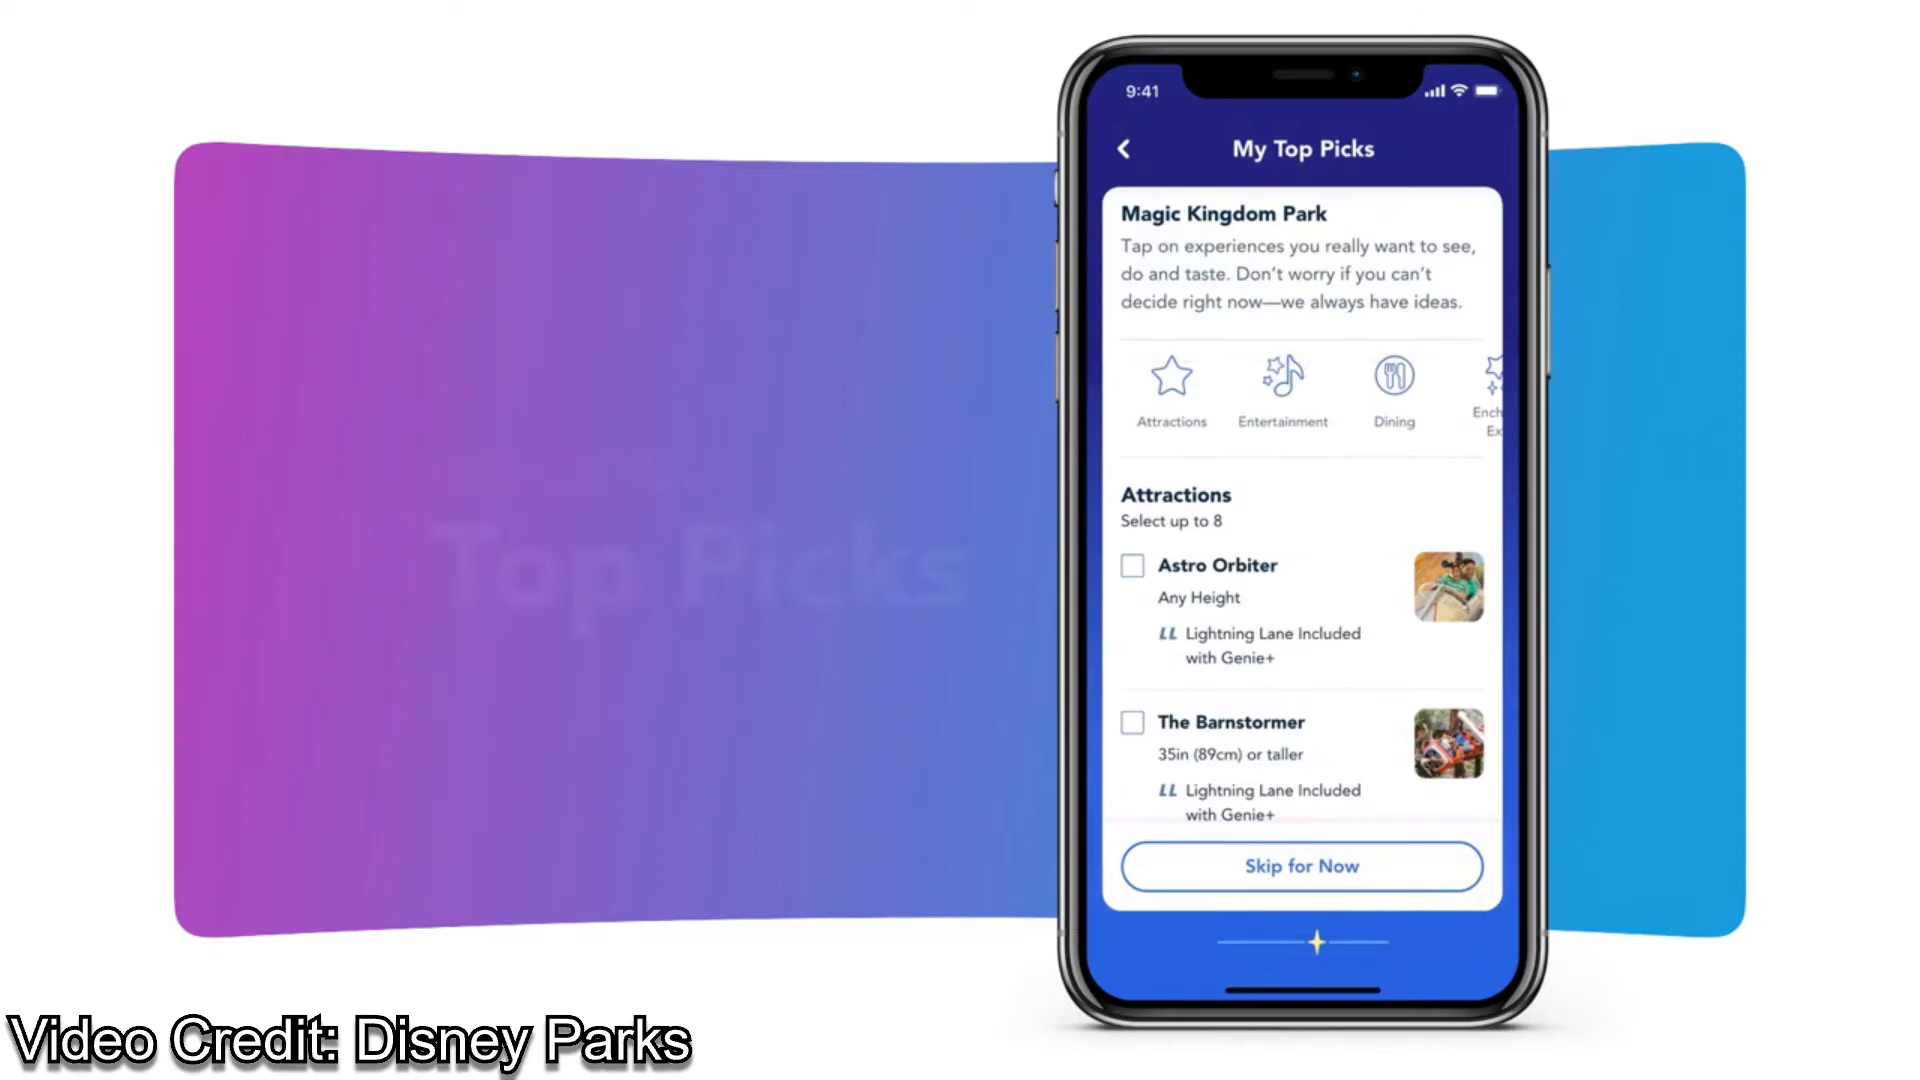 Top Picks
9:41
My Top Picks
Magic Kingdom Park
Tap on experiences you really want to see,
do and taste. Don't worry if you can't
decide right now—we always have ideas.
Attractions
Entertainment
Dining
Ench
Ex
Attractions
Select up to 8
Astro Orbiter
Any Height
LL Lightning Lane Included
with Genie+
The Barnstormer
35in (89cm) or taller
LL Lightning Lane Included
with Genie+
Skip for Now
Video Credit: Disney Parks